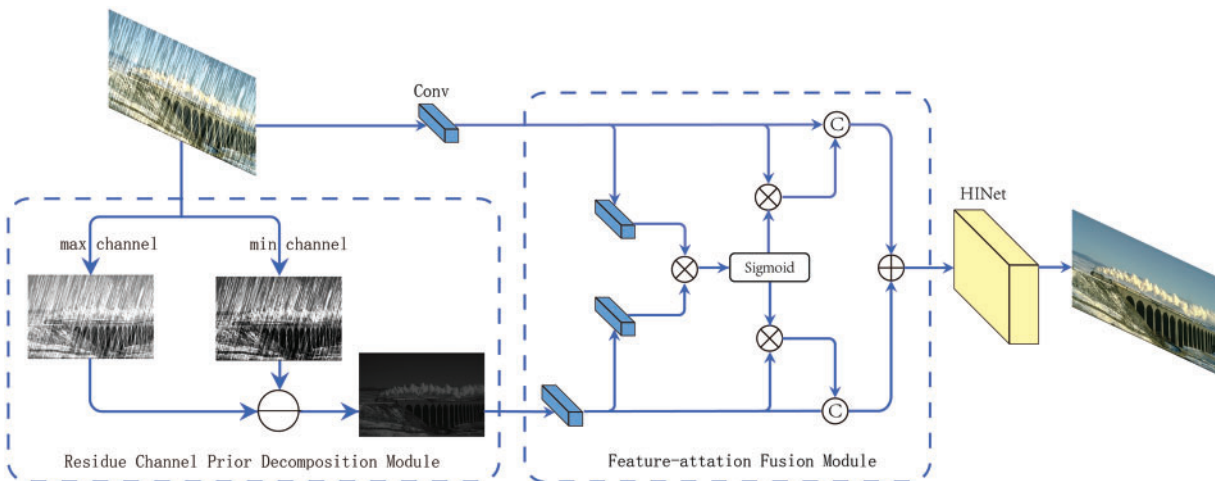 Conv
C
HINet
max channel
min channel
Sigmoid
C
Residue Channel Prior Decomposition Module
Feature-attation Fusion Module